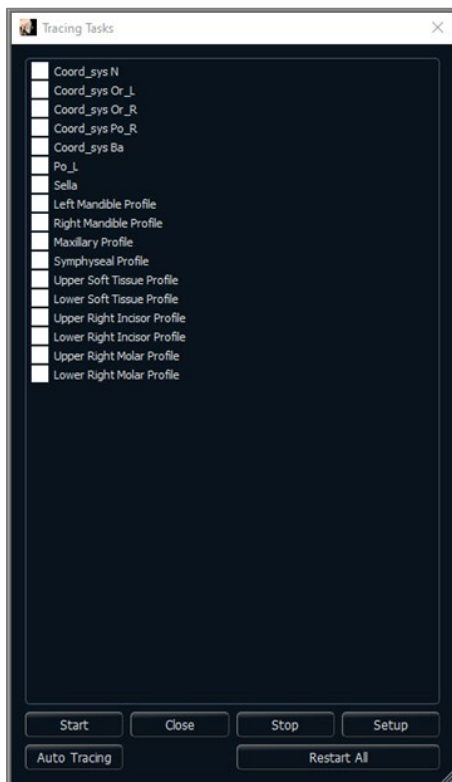 Tracing Tasks
Coord_sys N
Coord_sys Or_L
Coord_sys Or_R
Coord_sys Po_R
Coord_sys Ba
Po_L
Sella
Left Mandible Profile
Right Mandible Profile
Maxillary Profile
Symphyseal Profile
Upper Soft Tissue Profile
Lower Soft Tissue Profile
Upper Right Incisor Profile
Lower Right Incisor Profile
Upper Right Molar Profile
Lower Right Molar Profile
Start Close Stop Setup
Auto Tracing Restart All